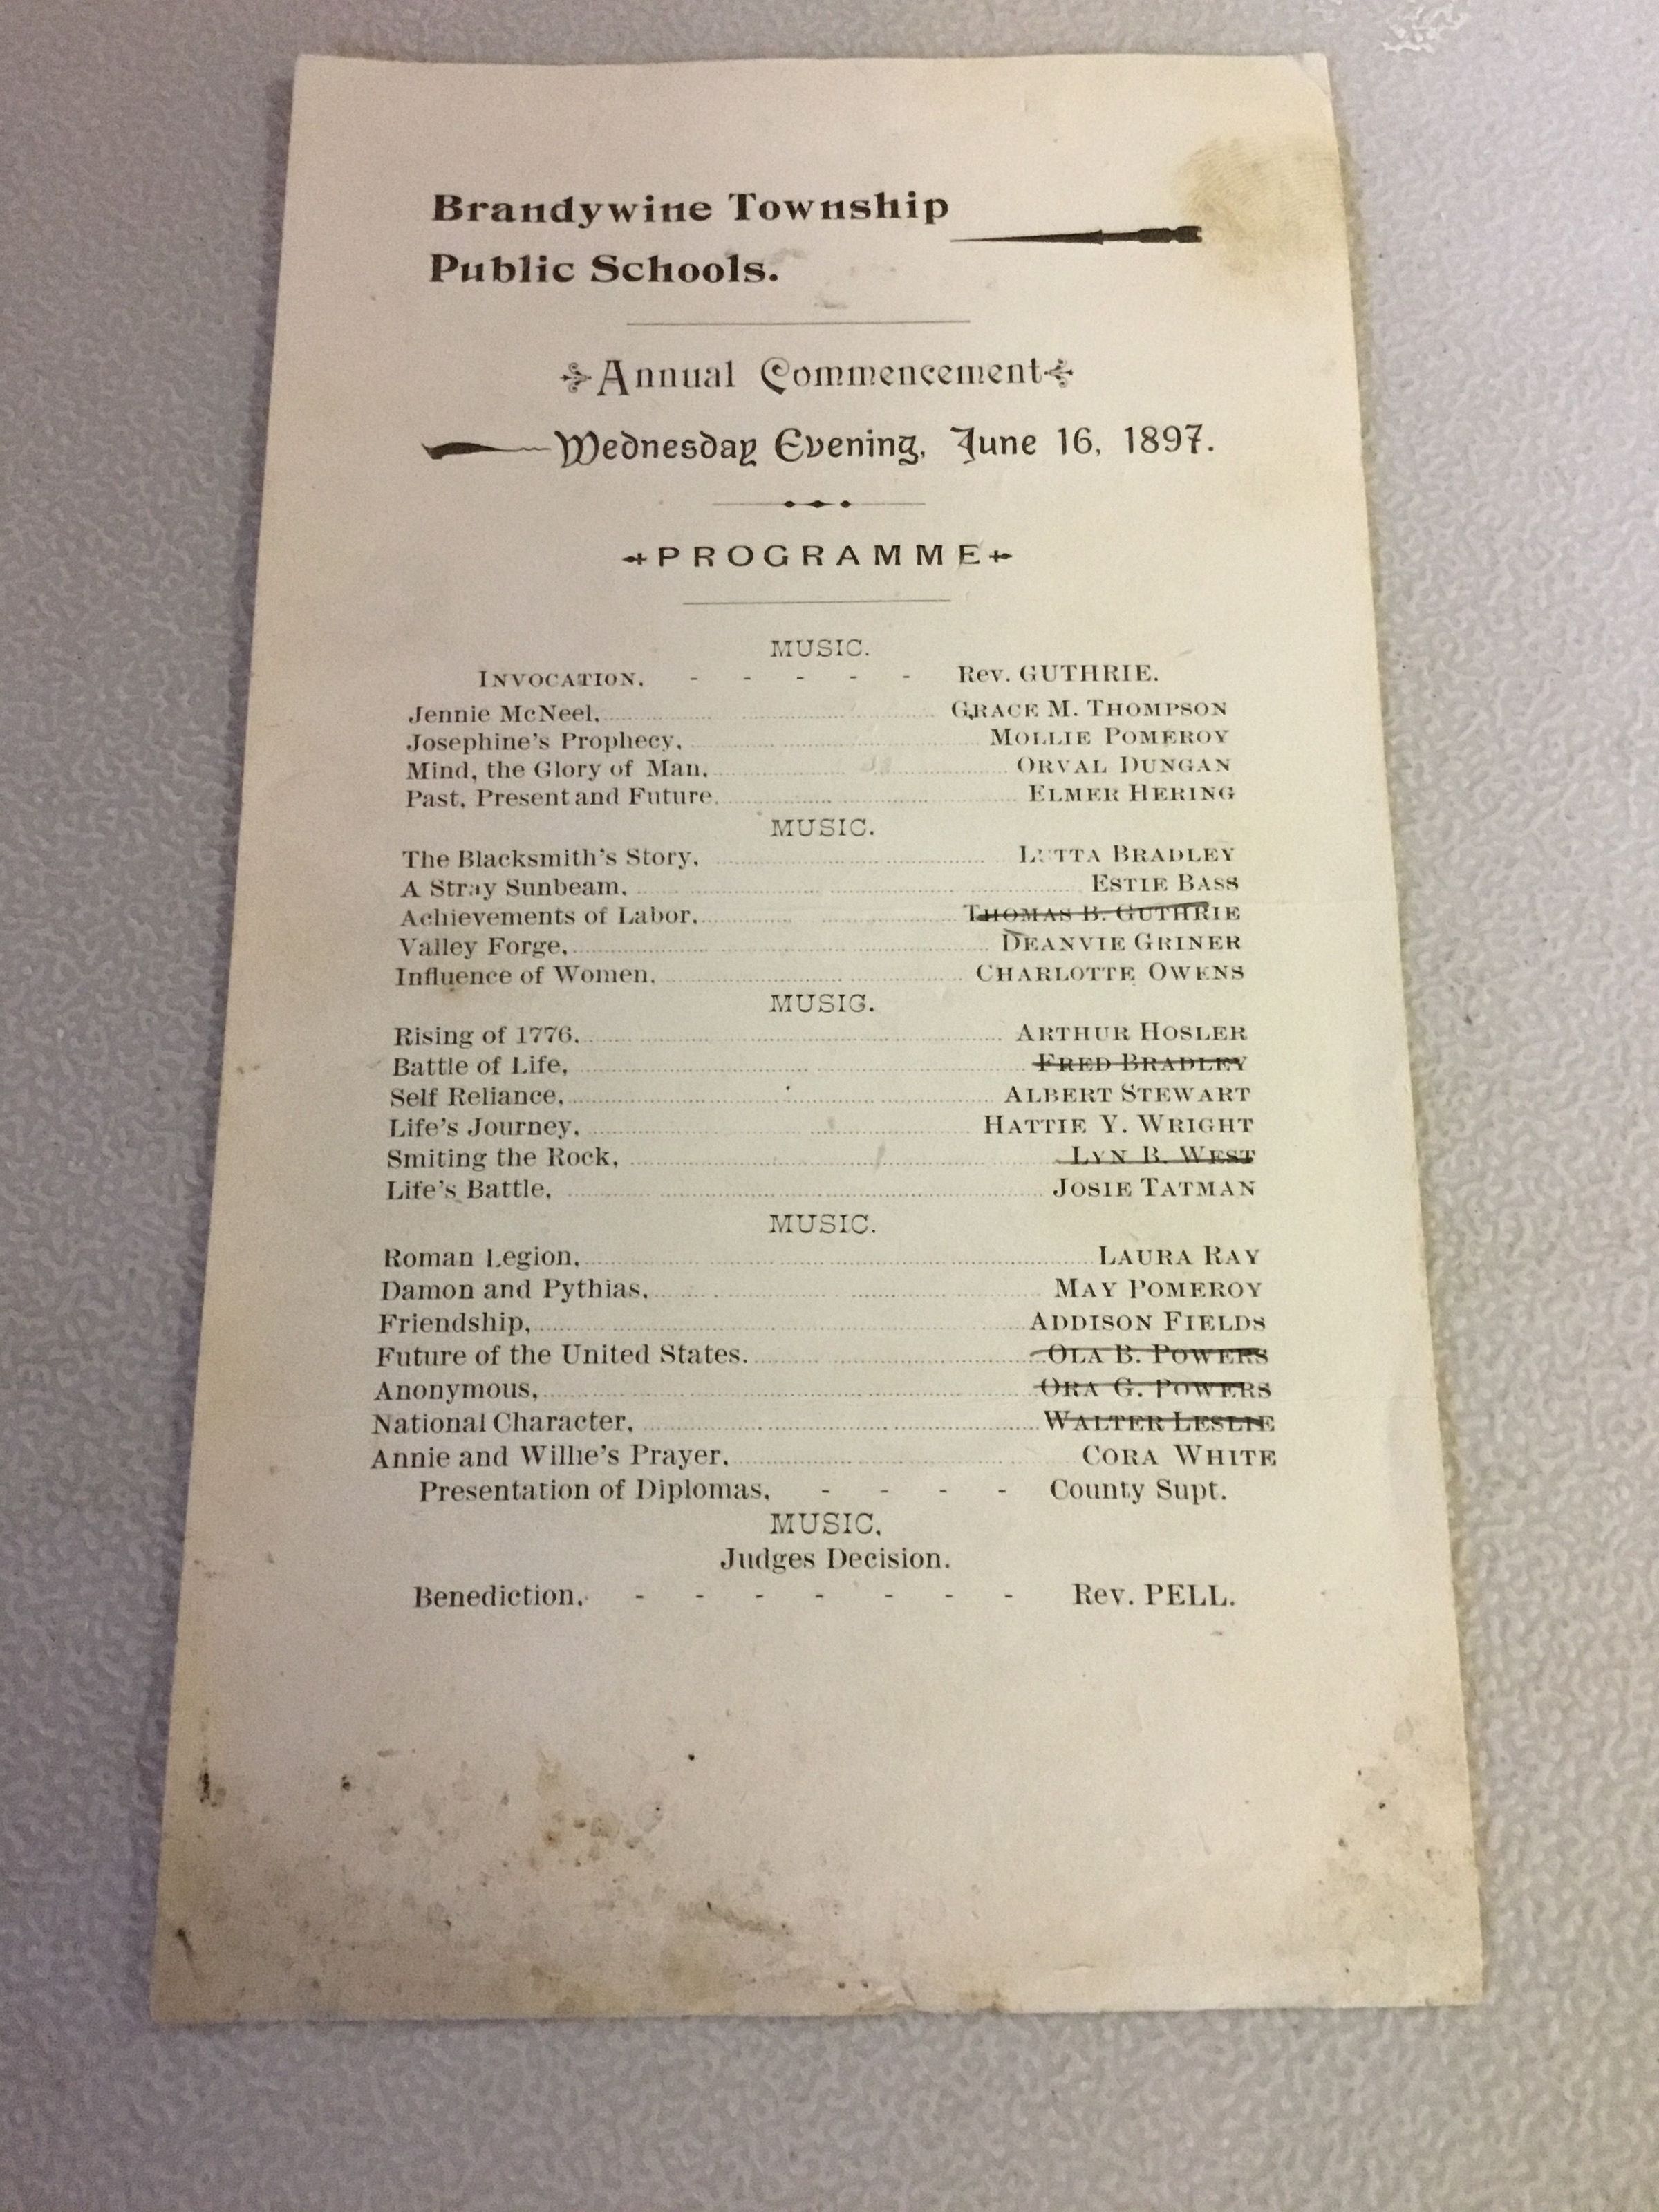 Brandywine Township
Public Schools.
Annual Commencement
Wednesday Evening, June 16, 1897.
PROGRAMME
MUSIC.
INVOCATION, - - - - - Rev. GUTHRIE.
Jennie McNeel, GRACE M. THOMPSON
Josephine's Prophecy, MOLLIE POMEROY
Mind, the Glory of Man, ORVAL DUNGAN
Past, Present and Future, ELMER HERING
MUSIC.
The Blacksmith's Story, BRADLEY
A Stray Sunbeam, ESTIE BASS
Achievements of Labor, THOMAS B. GUTHRIE
Valley Forge, DEANVIE GRINER
Influence of Women, CHARLOTTE OWENS
MUSIG.
Rising of 1776, ARTHUR HOSLER
Battle of Life, FRED BRADLEY
Self Reliance, ALBERT STEWART
Life's Journey, HATTIE Y. WRIGHT
Smiting the Rock, LYN B. WEST
Life's Battle, JOSIE TATMAN
MUSIC.
Roman Legion, LAURA RAY
Damon and Pythias, MAY POMEROY
Friendship, ADDISON FIELDS
Future of the United States. OLA B. POWERS
Anonymous, ORA G. POWERS
National Character, WALTER LESLIE
Annie and Willie's Prayer, CORA WHITE
Presentation of Diplomas, - - - - County Supt.
MUSIC,
Judges Decision.
Benediction, - - - - - - - Rev. PELL.